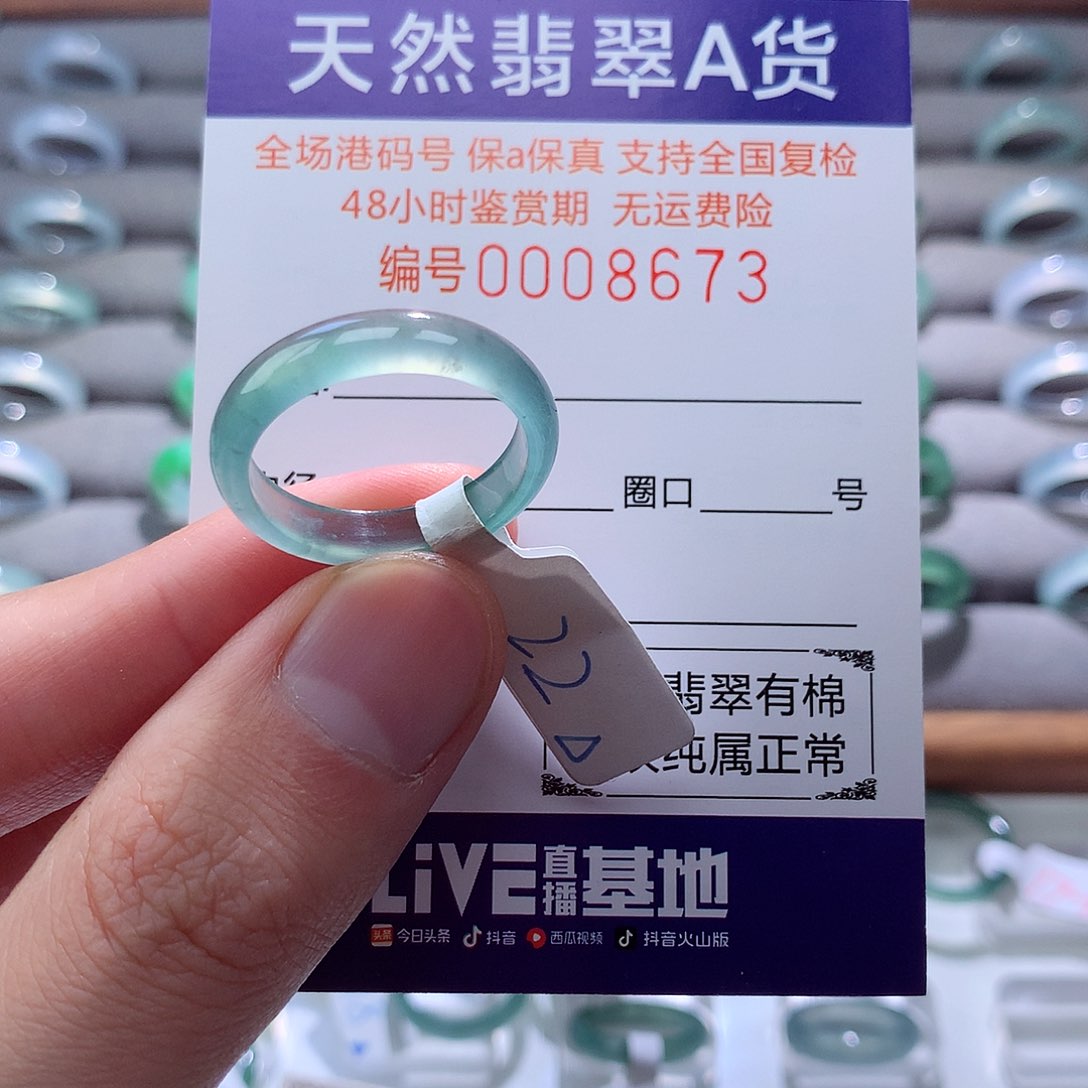 天然翡翠A货
全场港码号 保a保真 支持全国复检
48小时鉴赏期 无运费险
编号0008673
圈口 号
22
翡翠有棉
纯属正常
LiVE直播基地
头条 今日头条 抖音 西瓜视频 抖音火山版